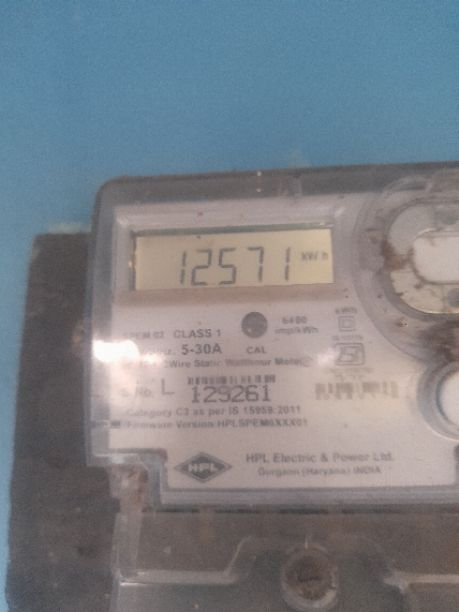 12571 kWh
SPEM 02 CLASS 1
6400
imp/kWh
5-30A CAL
Wire Static Watthour Meter
L 129261
Category C3 as per IS 15959:2011
Firmware Version:HPLSPEM6XXX01
HPL HPL Electric & Power Ltd.
Gurgaon (Haryana) INDIA